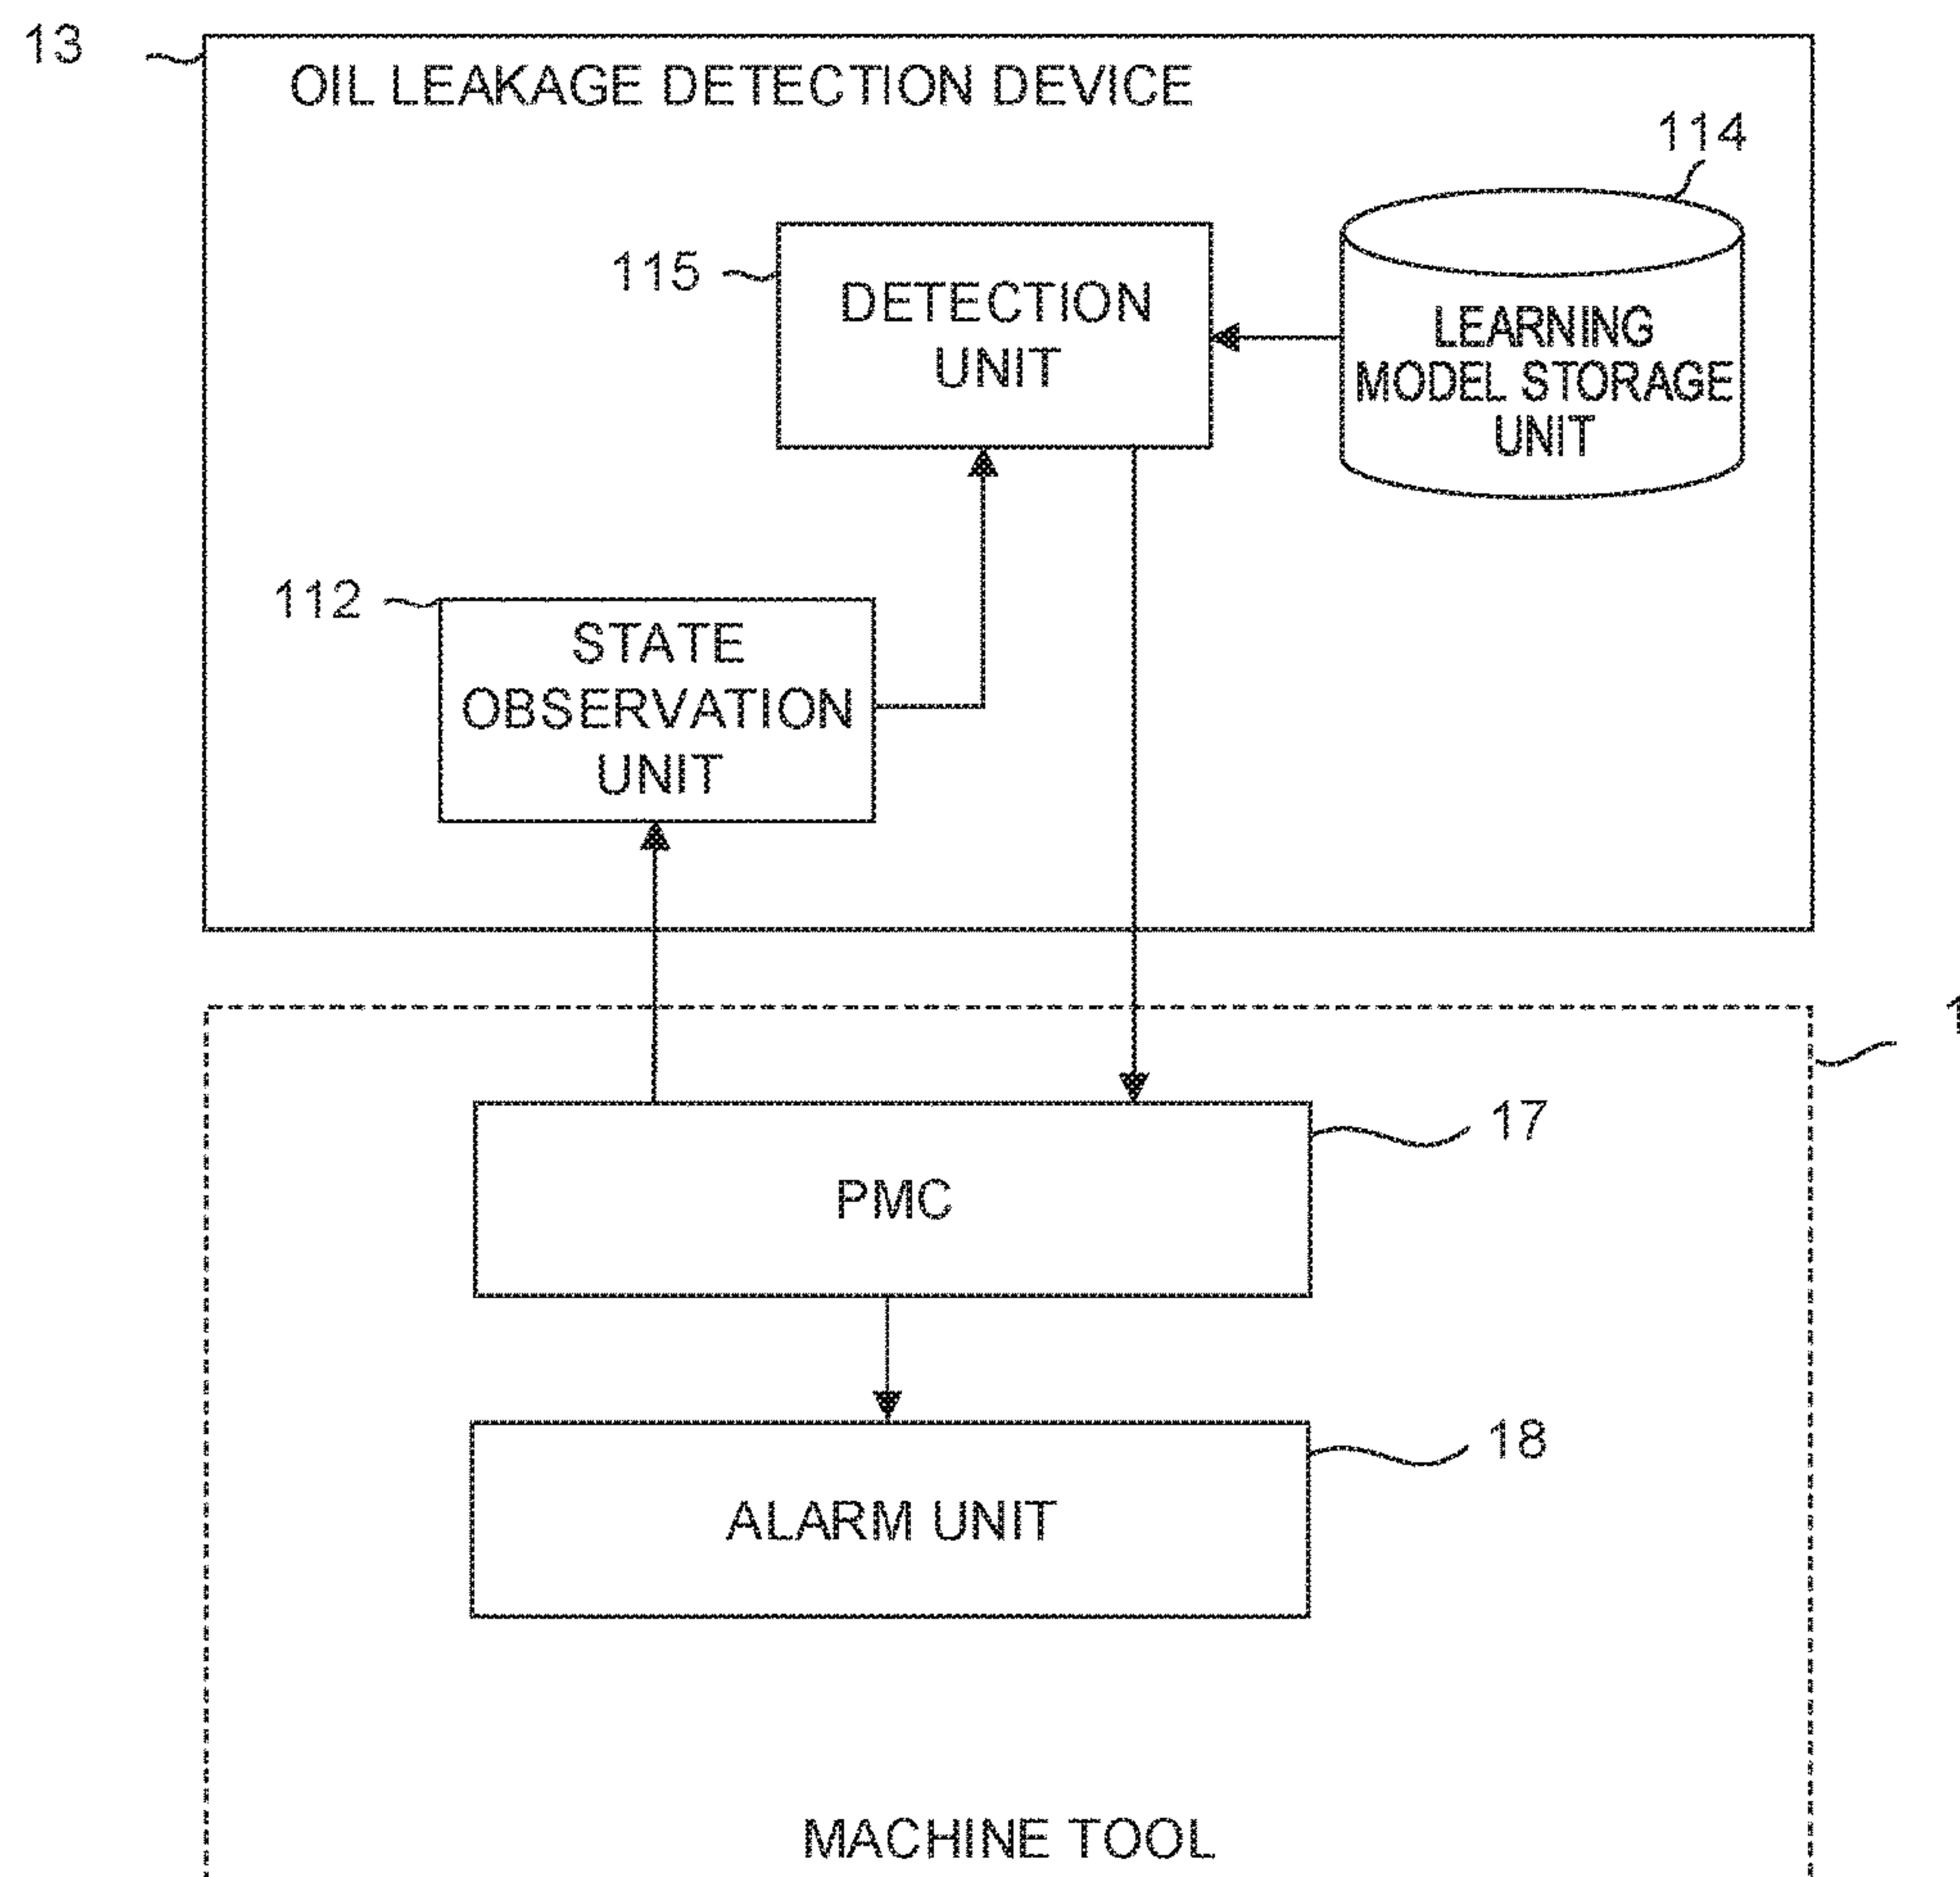 13
OIL LEAKAGE DETECTION DEVICE
114
115
DETECTION
UNIT
LEARNING
MODEL STORAGE
UNIT
112
STATE
OBSERVATION
UNIT
1
17
PMC
18
ALARM UNIT
MACHINE TOOL